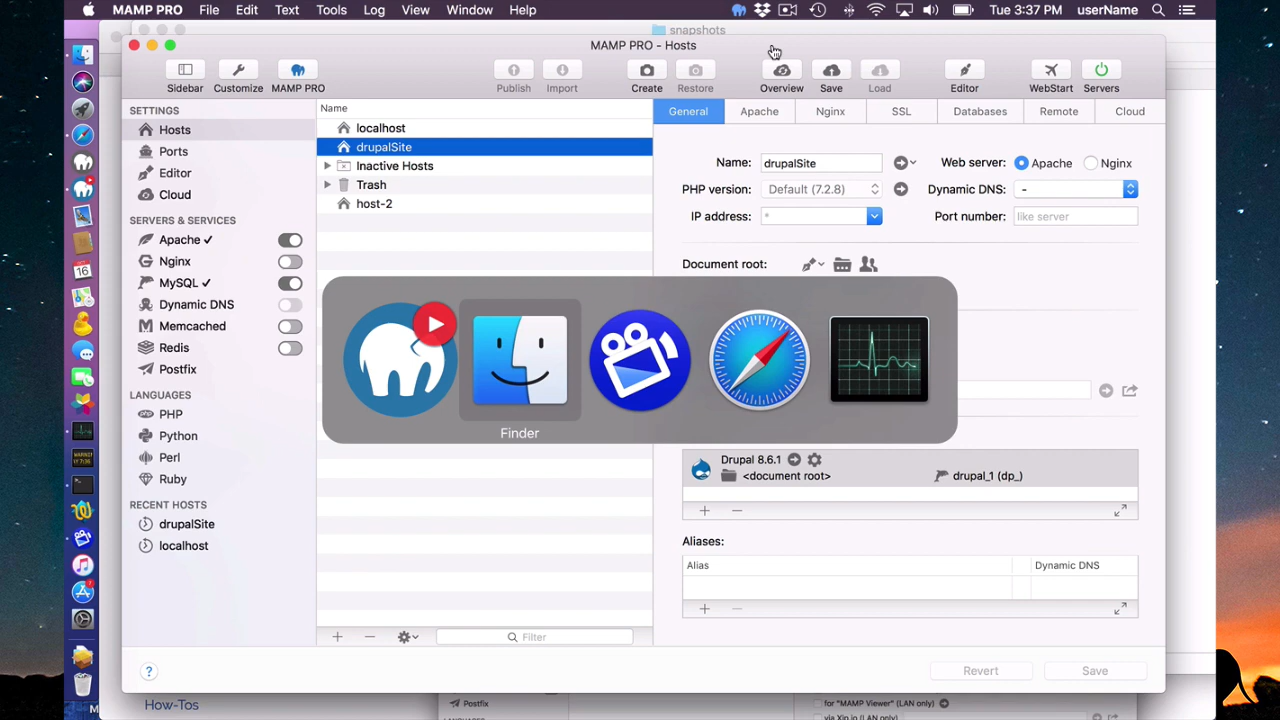 MAMP PRO File Edit Text Tools Log View Window Help Tue 3:37 PM userName
snapshots
MAMP PRO - Hosts
Sidebar Customize MAMP PRO Publish Import Create Restore Overview Save Load Editor WebStart Servers
SETTINGS
Hosts
Ports
Editor
Cloud
SERVERS & SERVICES
Apache ✓
Nginx
MySQL ✓
Dynamic DNS
Memcached
Redis
Postfix
LANGUAGES
PHP
Python
Perl
Ruby
RECENT HOSTS
drupalSite
localhost
Name
localhost
drupalSite
Inactive Hosts
Trash
host-2
Filter
General Apache Nginx SSL Databases Remote Cloud
Name: drupalSite Web server: Apache Nginx
PHP version: Default (7.2.8) Dynamic DNS: -
IP address: * Port number: like server
Document root:
Finder
Drupal 8.6.1
<document root> drupal_1 (dp_)
Aliases:
Alias Dynamic DNS
? Revert Save
How-Tos
Postfix
for "MAMP Viewer" (LAN only)
via Xip.io (LAN only)
16